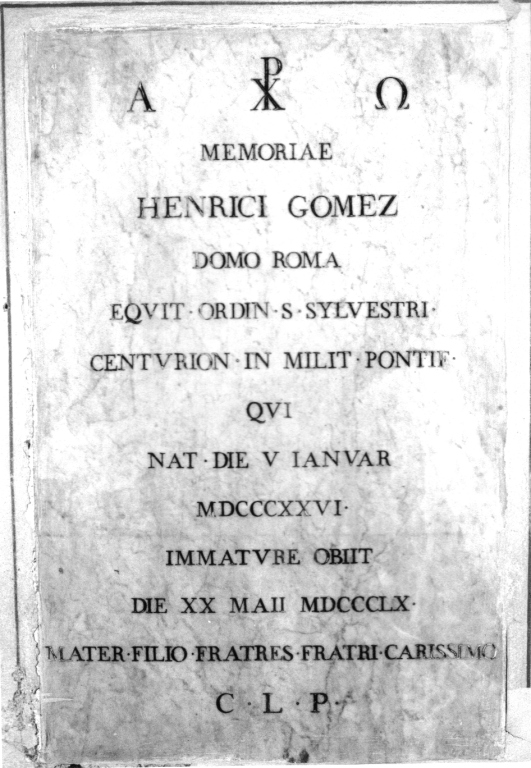 Α ☧ Ω
MEMORIAE
HENRICI GOMEZ
DOMO ROMA
EQVIT · ORDIN · S · SYLVESTRI ·
CENTVRION · IN MILIT · PONTIF ·
QVI
NAT · DIE V IANVAR
MDCCCXXVI ·
IMMATVRE OBIIT
DIE XX MAII MDCCCLX ·
MATER · FILIO · FRATRES · FRATRI · CARISSIMO
C · L · P ·